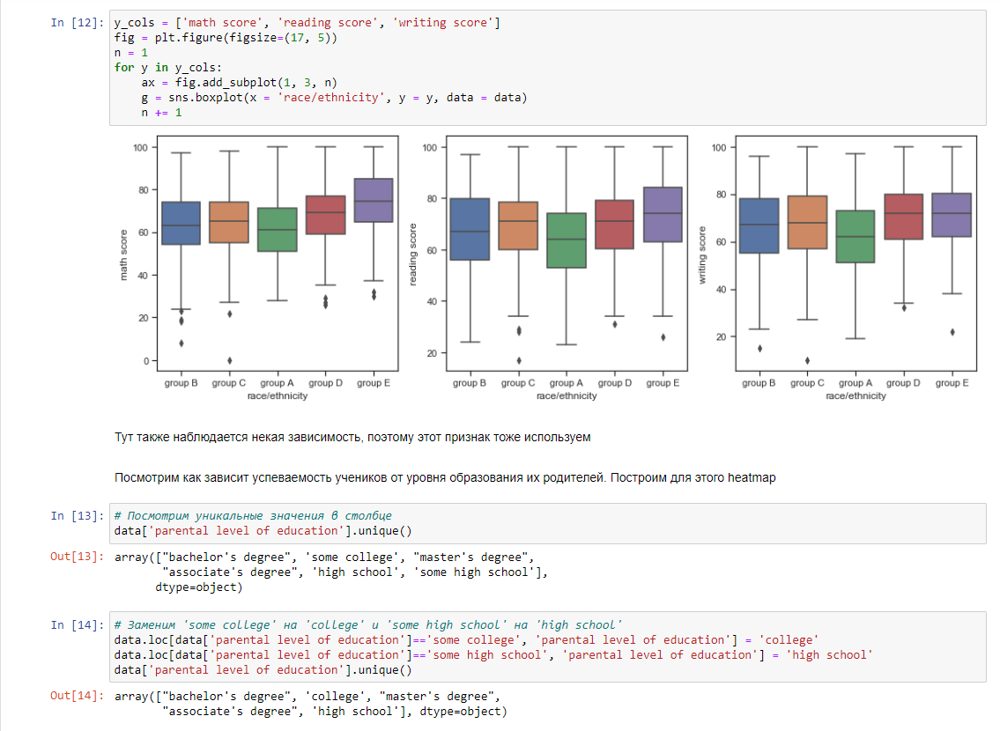 In [12]: y_cols = ['math score', 'reading score', 'writing score']
fig = plt.figure(figsize=(17, 5))
n = 1
for y in y_cols:
    ax = fig.add_subplot(1, 3, n)
    g = sns.boxplot(x = 'race/ethnicity', y = y, data = data)
    n += 1
100
80
60
40
20
0
math score
group B group C group A group D group E
race/ethnicity
100
80
60
40
20
reading score
group B group C group A group D group E
race/ethnicity
100
80
60
40
20
writing score
group B group C group A group D group E
race/ethnicity
Тут также наблюдается некая зависимость, поэтому этот признак тоже используем
Посмотрим как зависит успеваемость учеников от уровня образования их родителей. Построим для этого heatmap
In [13]: # Посмотрим уникальные значения в столбце
data['parental level of education'].unique()
Out[13]: array(["bachelor's degree", 'some college', "master's degree",
       "associate's degree", 'high school', 'some high school'],
      dtype=object)
In [14]: # Заменим 'some college' на 'college' и 'some high school' на 'high school'
data.loc[data['parental level of education']=='some college', 'parental level of education'] = 'college'
data.loc[data['parental level of education']=='some high school', 'parental level of education'] = 'high school'
data['parental level of education'].unique()
Out[14]: array(["bachelor's degree", 'college', "master's degree",
       "associate's degree", 'high school'], dtype=object)